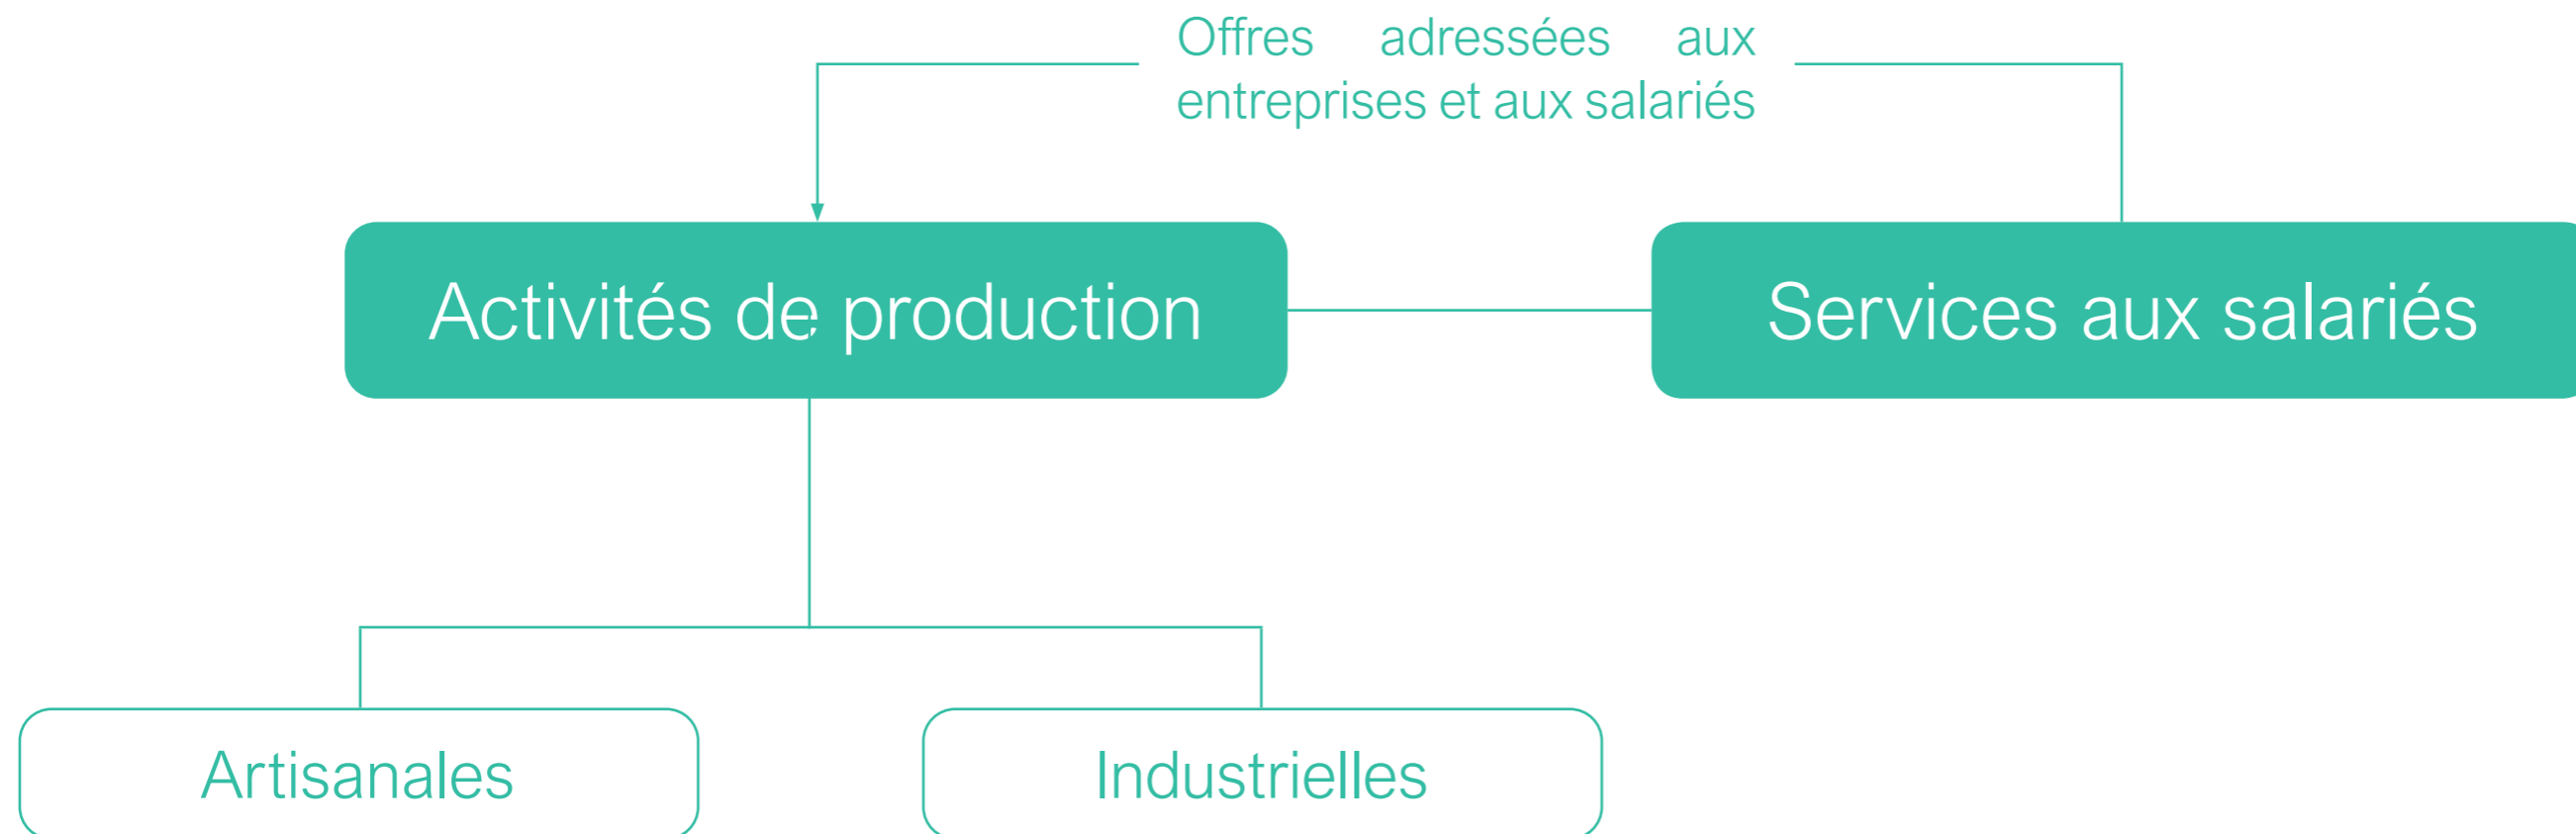 Offres adressées aux
entreprises et aux salariés
Activités de production
Services aux salariés
Artisanales
Industrielles